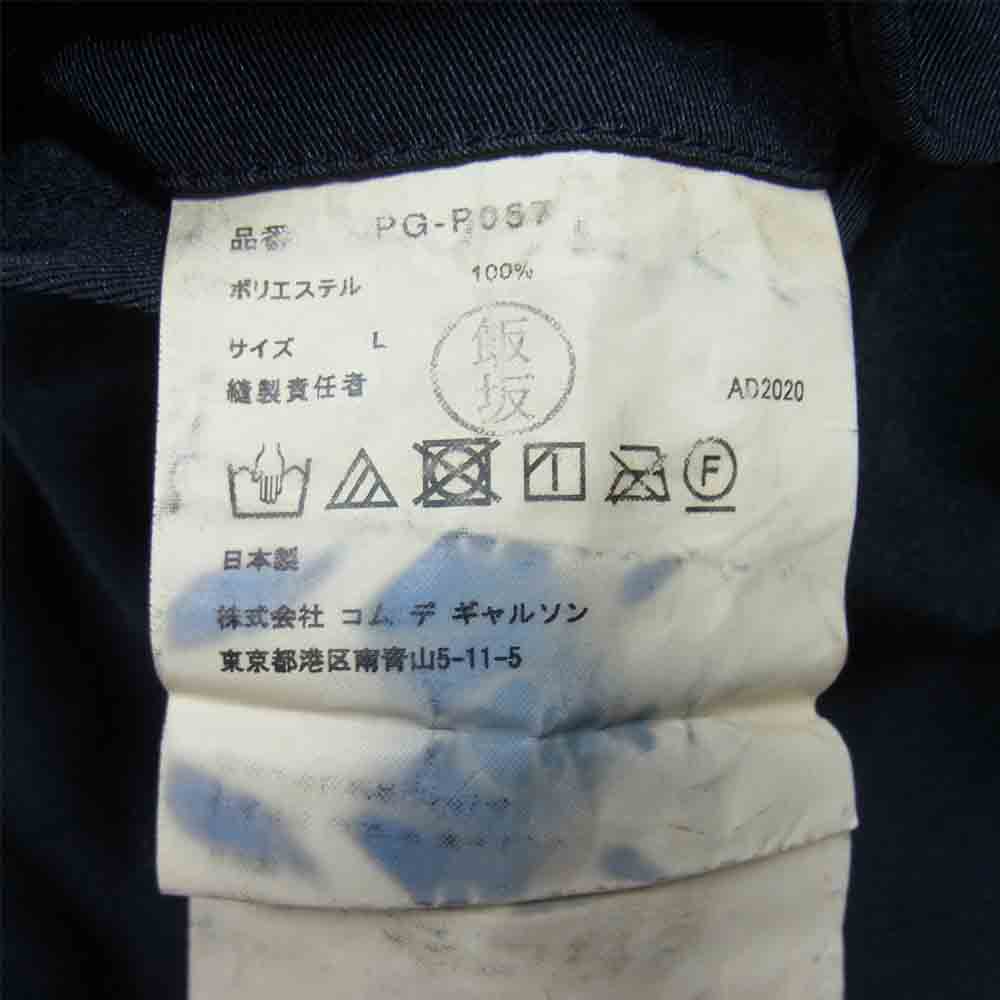 品番 PG-P057
ポリエステル 100%
サイズ L
縫製責任者 飯坂 AD2020
F
日本製
株式会社 コム デ ギャルソン
東京都港区南青山5-11-5